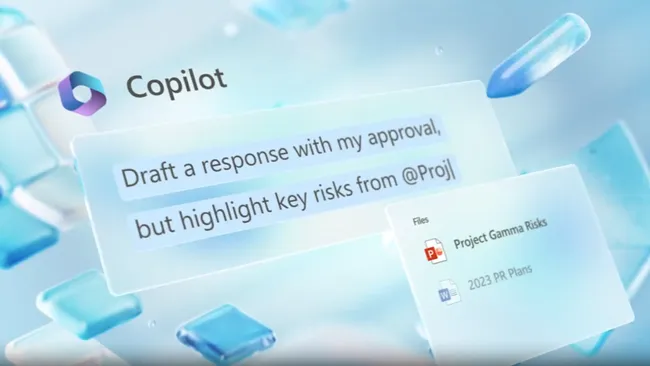 Copilot
Draft a response with my approval,
but highlight key risks from @Proj
Files
P
Project Gamma Risks
W
2023 PR Plans